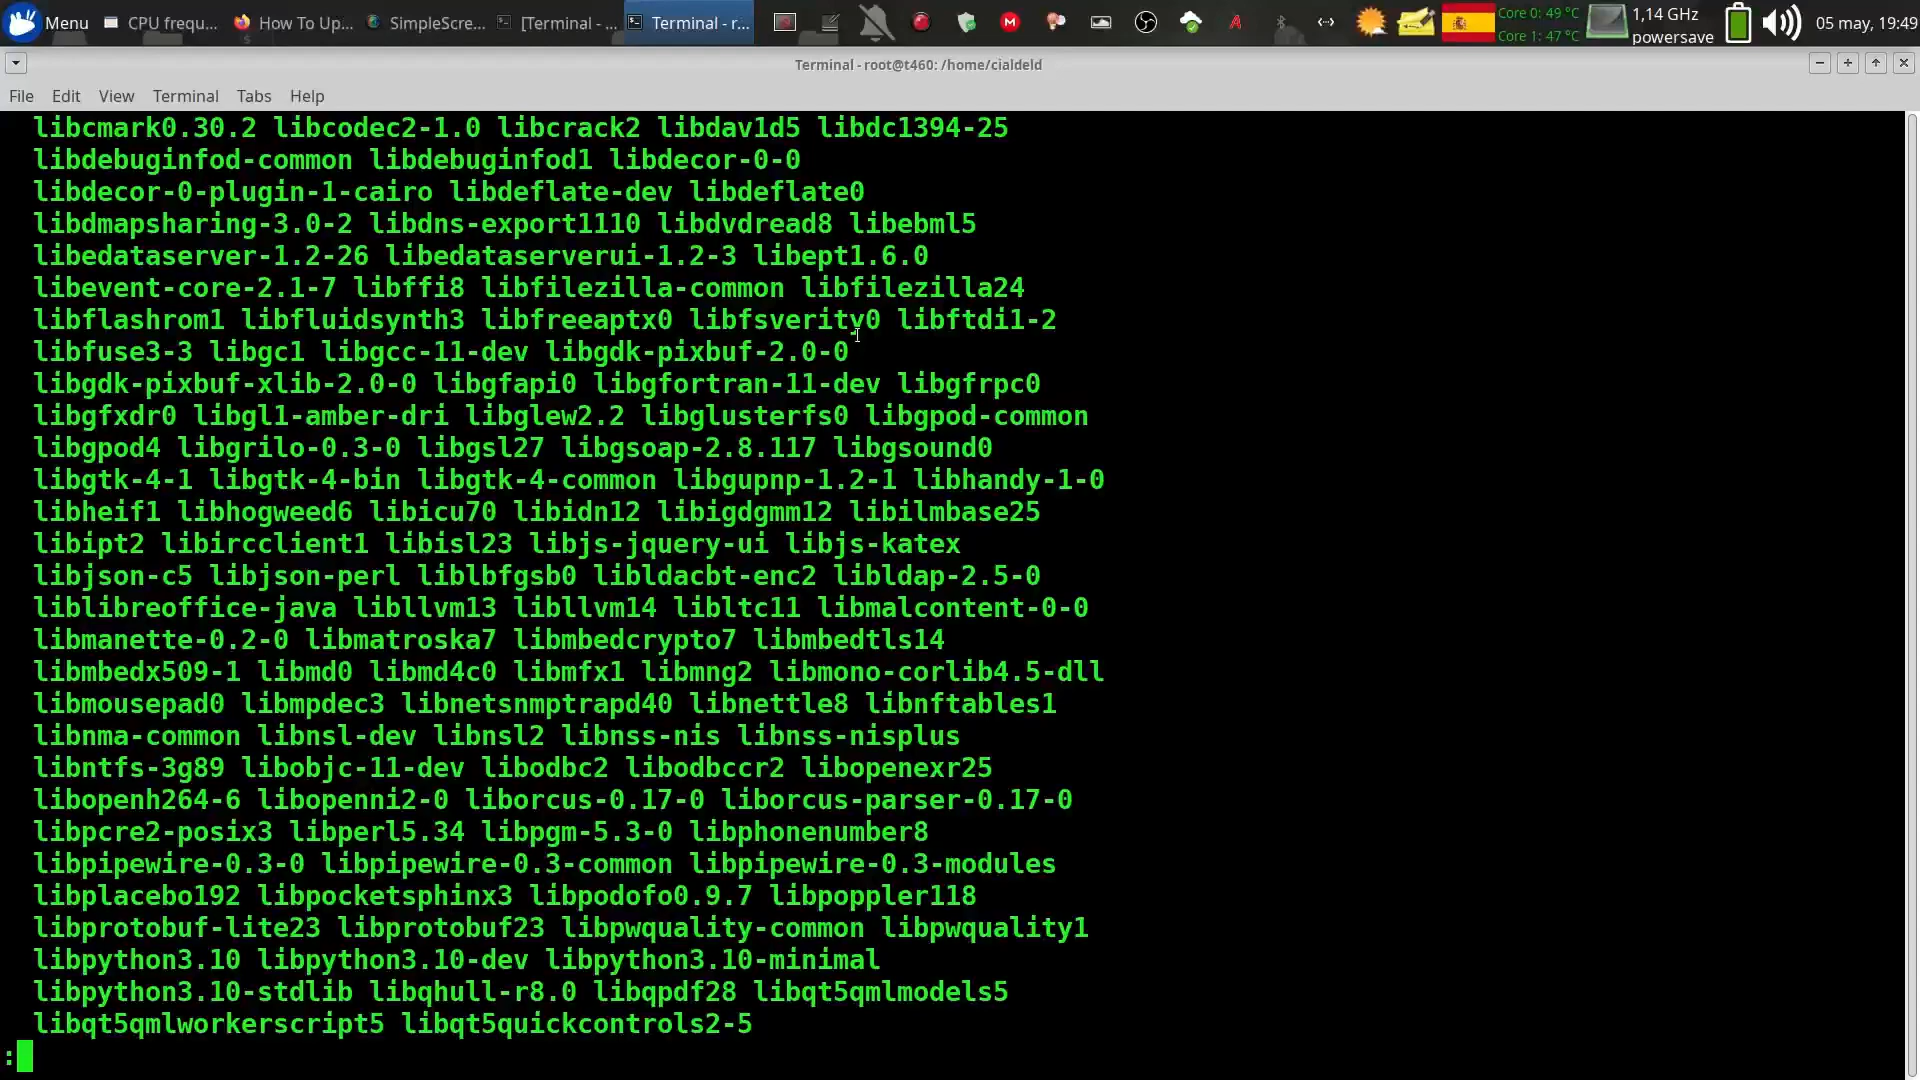 Menu CPU frequ... How To Up... SimpleScre... [Terminal - ... Terminal - r... Core 0: 49 °C 1,14 GHz 05 may, 19:49
Core 1: 47 °C powersave
Terminal - root@t460: /home/cialdeld
File Edit View Terminal Tabs Help
libcmark0.30.2 libcodec2-1.0 libcrack2 libdav1d5 libdc1394-25
libdebuginfod-common libdebuginfod1 libdecor-0-0
libdecor-0-plugin-1-cairo libdeflate-dev libdeflate0
libdmapsharing-3.0-2 libdns-export1110 libdvdread8 libebml5
libedataserver-1.2-26 libedataserverui-1.2-3 libept1.6.0
libevent-core-2.1-7 libffi8 libfilezilla-common libfilezilla24
libflashrom1 libfluidsynth3 libfreeaptx0 libfsverity0 libftdi1-2
libfuse3-3 libgc1 libgcc-11-dev libgdk-pixbuf-2.0-0
libgdk-pixbuf-xlib-2.0-0 libgfapi0 libgfortran-11-dev libgfrpc0
libgfxdr0 libgl1-amber-dri libglew2.2 libglusterfs0 libgpod-common
libgpod4 libgrilo-0.3-0 libgsl27 libgsoap-2.8.117 libgsound0
libgtk-4-1 libgtk-4-bin libgtk-4-common libgupnp-1.2-1 libhandy-1-0
libheif1 libhogweed6 libicu70 libidn12 libigdgmm12 libilmbase25
libipt2 libircclient1 libisl23 libjs-jquery-ui libjs-katex
libjson-c5 libjson-perl liblbfgsb0 libldacbt-enc2 libldap-2.5-0
liblibreoffice-java libllvm13 libllvm14 libltc11 libmalcontent-0-0
libmanette-0.2-0 libmatroska7 libmbedcrypto7 libmbedtls14
libmbedx509-1 libmd0 libmd4c0 libmfx1 libmng2 libmono-corlib4.5-dll
libmousepad0 libmpdec3 libnetsnmptrapd40 libnettle8 libnftables1
libnma-common libnsl-dev libnsl2 libnss-nis libnss-nisplus
libntfs-3g89 libobjc-11-dev libodbc2 libodbccr2 libopenexr25
libopenh264-6 libopenni2-0 liborcus-0.17-0 liborcus-parser-0.17-0
libpcre2-posix3 libperl5.34 libpgm-5.3-0 libphonenumber8
libpipewire-0.3-0 libpipewire-0.3-common libpipewire-0.3-modules
libplacebo192 libpocketsphinx3 libpodofo0.9.7 libpoppler118
libprotobuf-lite23 libprotobuf23 libpwquality-common libpwquality1
libpython3.10 libpython3.10-dev libpython3.10-minimal
libpython3.10-stdlib libqhull-r8.0 libqpdf28 libqt5qmlmodels5
libqt5qmlworkerscript5 libqt5quickcontrols2-5
: